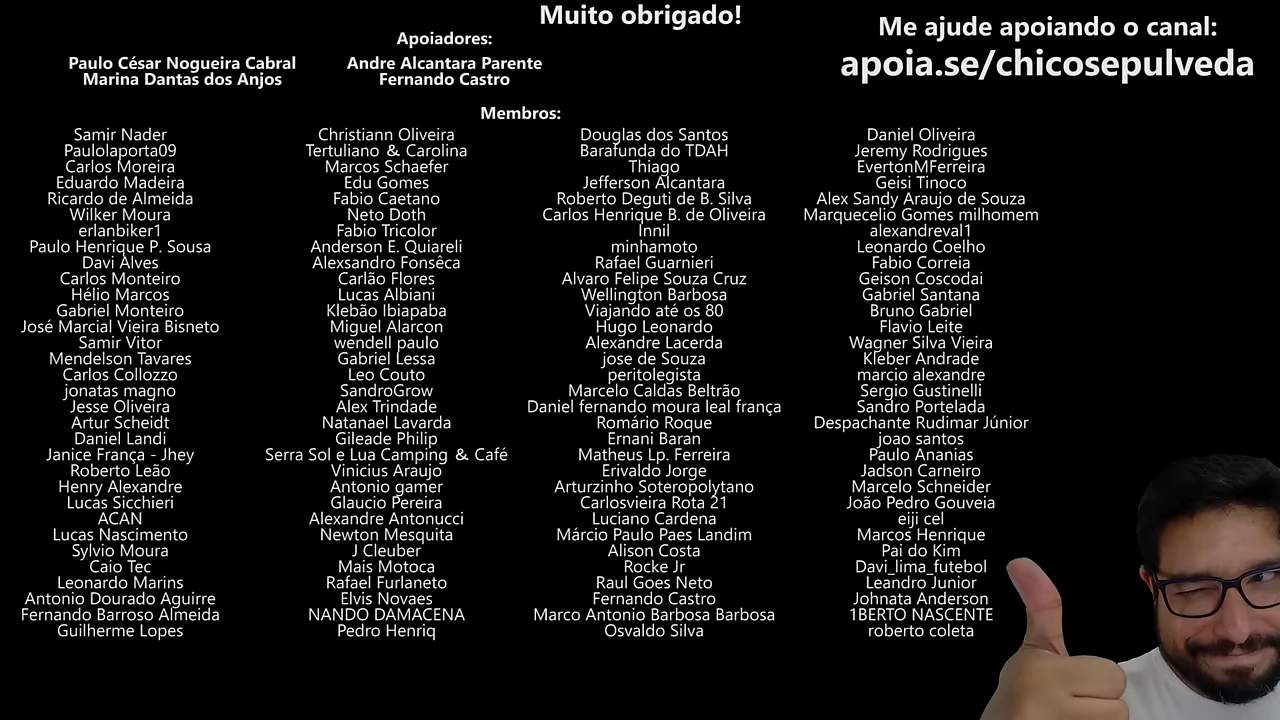 Muito obrigado!
Me ajude apoiando o canal:
apoia.se/chicosepulveda
Apoiadores:
Paulo César Nogueira Cabral
Marina Dantas dos Anjos
Andre Alcantara Parente
Fernando Castro
Membros:
Samir Nader
Paulolaporta09
Carlos Moreira
Eduardo Madeira
Ricardo de Almeida
Wilker Moura
erlanbiker1
Paulo Henrique P. Sousa
Davi Alves
Carlos Monteiro
Hélio Marcos
Gabriel Monteiro
José Marcial Vieira Bisneto
Samir Vitor
Mendelson Tavares
Carlos Collozzo
jonatas magno
Jesse Oliveira
Artur Scheidt
Daniel Landi
Janice França - Jhey
Roberto Leão
Henry Alexandre
Lucas Sicchieri
ACAN
Lucas Nascimento
Sylvio Moura
Caio Tec
Leonardo Marins
Antonio Dourado Aguirre
Fernando Barroso Almeida
Guilherme Lopes
Christiann Oliveira
Tertuliano & Carolina
Marcos Schaefer
Edu Gomes
Fabio Caetano
Neto Doth
Fabio Tricolor
Anderson E. Quiareli
Alexsandro Fonsêca
Carlão Flores
Lucas Albiani
Klebão Ibiapaba
Miguel Alarcon
wendell paulo
Gabriel Lessa
Leo Couto
SandroGrow
Alex Trindade
Natanael Lavarda
Gileade Philip
Serra Sol e Lua Camping & Café
Vinicius Araujo
Antonio gamer
Glaucio Pereira
Alexandre Antonucci
Newton Mesquita
J Cleuber
Mais Motoca
Rafael Furlaneto
Elvis Novaes
NANDO DAMACENA
Pedro Henriq
Douglas dos Santos
Barafunda do TDAH
Thiago
Jefferson Alcantara
Roberto Deguti de B. Silva
Carlos Henrique B. de Oliveira
Innil
minhamoto
Rafael Guarnieri
Alvaro Felipe Souza Cruz
Wellington Barbosa
Viajando até os 80
Hugo Leonardo
Alexandre Lacerda
jose de Souza
peritolegista
Marcelo Caldas Beltrão
Daniel fernando moura leal frança
Romário Roque
Ernani Baran
Matheus Lp. Ferreira
Erivaldo Jorge
Arturzinho Soteropolytano
Carlosvieira Rota 21
Luciano Cardena
Márcio Paulo Paes Landim
Alison Costa
Rocke Jr
Raul Goes Neto
Fernando Castro
Marco Antonio Barbosa Barbosa
Osvaldo Silva
Daniel Oliveira
Jeremy Rodrigues
EvertonMFerreira
Geisi Tinoco
Alex Sandy Araujo de Souza
Marquecelio Gomes milhomem
alexandreval1
Leonardo Coelho
Fabio Correia
Geison Coscodai
Gabriel Santana
Bruno Gabriel
Flavio Leite
Wagner Silva Vieira
Kleber Andrade
marcio alexandre
Sergio Gustinelli
Sandro Portelada
Despachante Rudimar Júnior
joao santos
Paulo Ananias
Jadson Carneiro
Marcelo Schneider
João Pedro Gouveia
eiji cel
Marcos Henrique
Pai do Kim
Davi_lima_futebol
Leandro Junior
Johnata Anderson
1BERTO NASCENTE
roberto coleta